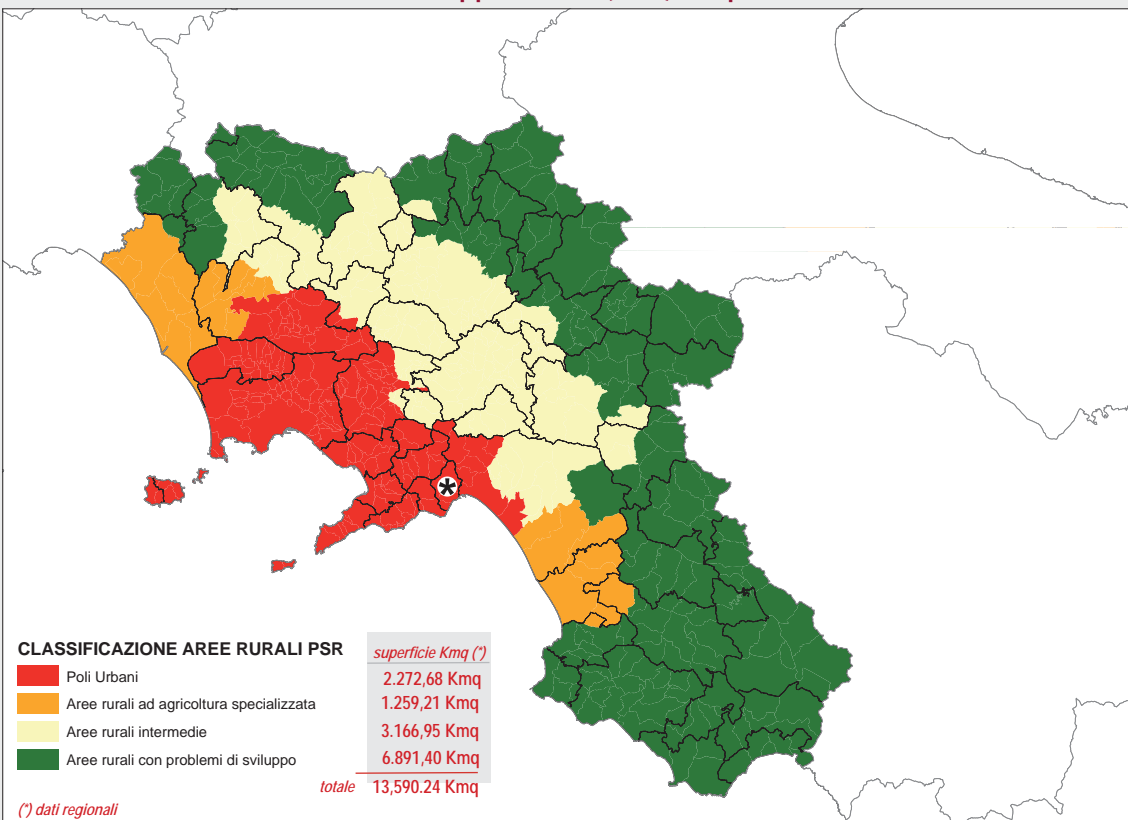 CLASSIFICAZIONE AREE RURALI PSR
superficie Kmq (*)
Poli Urbani
2.272,68 Kmq
Aree rurali ad agricoltura specializzata
1.259,21 Kmq
Aree rurali intermedie
3.166,95 Kmq
Aree rurali con problemi di sviluppo
6.891,40 Kmq
totale 13,590.24 Kmq
(*) dati regionali
*